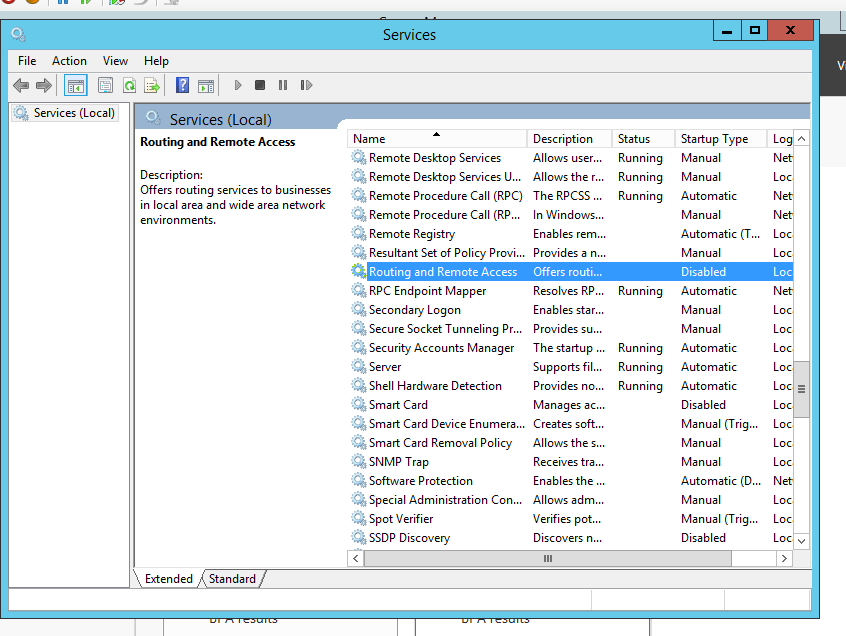 Services
File Action View Help
Services (Local)
Services (Local)
Routing and Remote Access
Description:
Offers routing services to businesses
in local area and wide area network
environments.
Name Description Status Startup Type Log
Remote Desktop Services Allows user... Running Manual Net
Remote Desktop Services U... Allows the r... Running Manual Loc
Remote Procedure Call (RPC) The RPCSS ... Running Automatic Net
Remote Procedure Call (RP... In Windows... Manual Net
Remote Registry Enables rem... Automatic (T... Loc
Resultant Set of Policy Provi... Provides a n... Manual Loc
Routing and Remote Access Offers routi... Disabled Loc
RPC Endpoint Mapper Resolves RP... Running Automatic Net
Secondary Logon Enables star... Manual Loc
Secure Socket Tunneling Pr... Provides su... Manual Loc
Security Accounts Manager The startup ... Running Automatic Loc
Server Supports fil... Running Automatic Loc
Shell Hardware Detection Provides no... Running Automatic Loc
Smart Card Manages ac... Disabled Loc
Smart Card Device Enumera... Creates soft... Manual (Trig... Loc
Smart Card Removal Policy Allows the s... Manual Loc
SNMP Trap Receives tra... Manual Loc
Software Protection Enables the ... Automatic (D... Net
Special Administration Con... Allows adm... Manual Loc
Spot Verifier Verifies pot... Manual (Trig... Loc
SSDP Discovery Discovers n... Disabled Loc
Extended Standard
BPA results BPA results